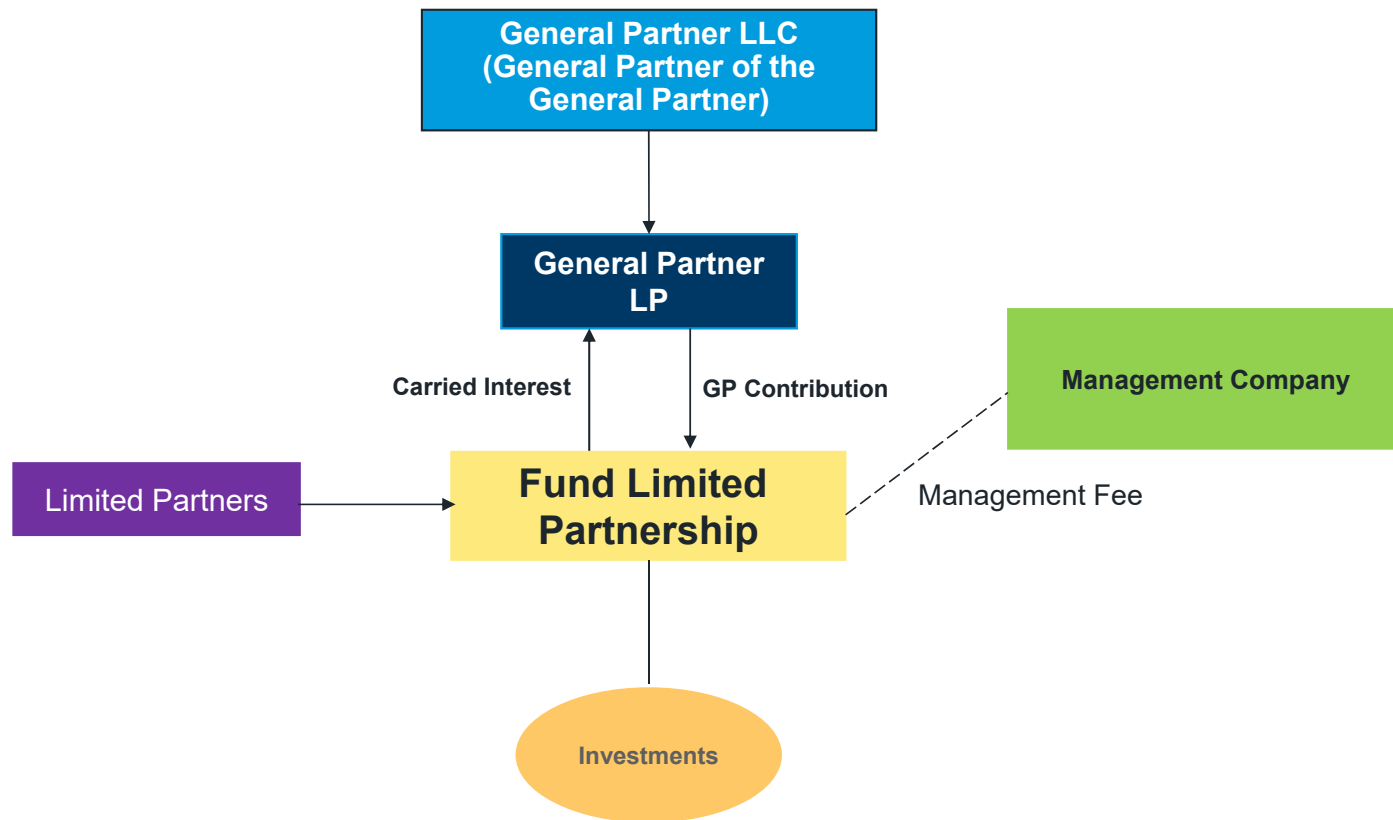 General Partner LLC
(General Partner of the
General Partner)
General Partner
LP
Carried Interest
GP Contribution
Management Company
Limited Partners
Fund Limited
Partnership
Management Fee
Investments